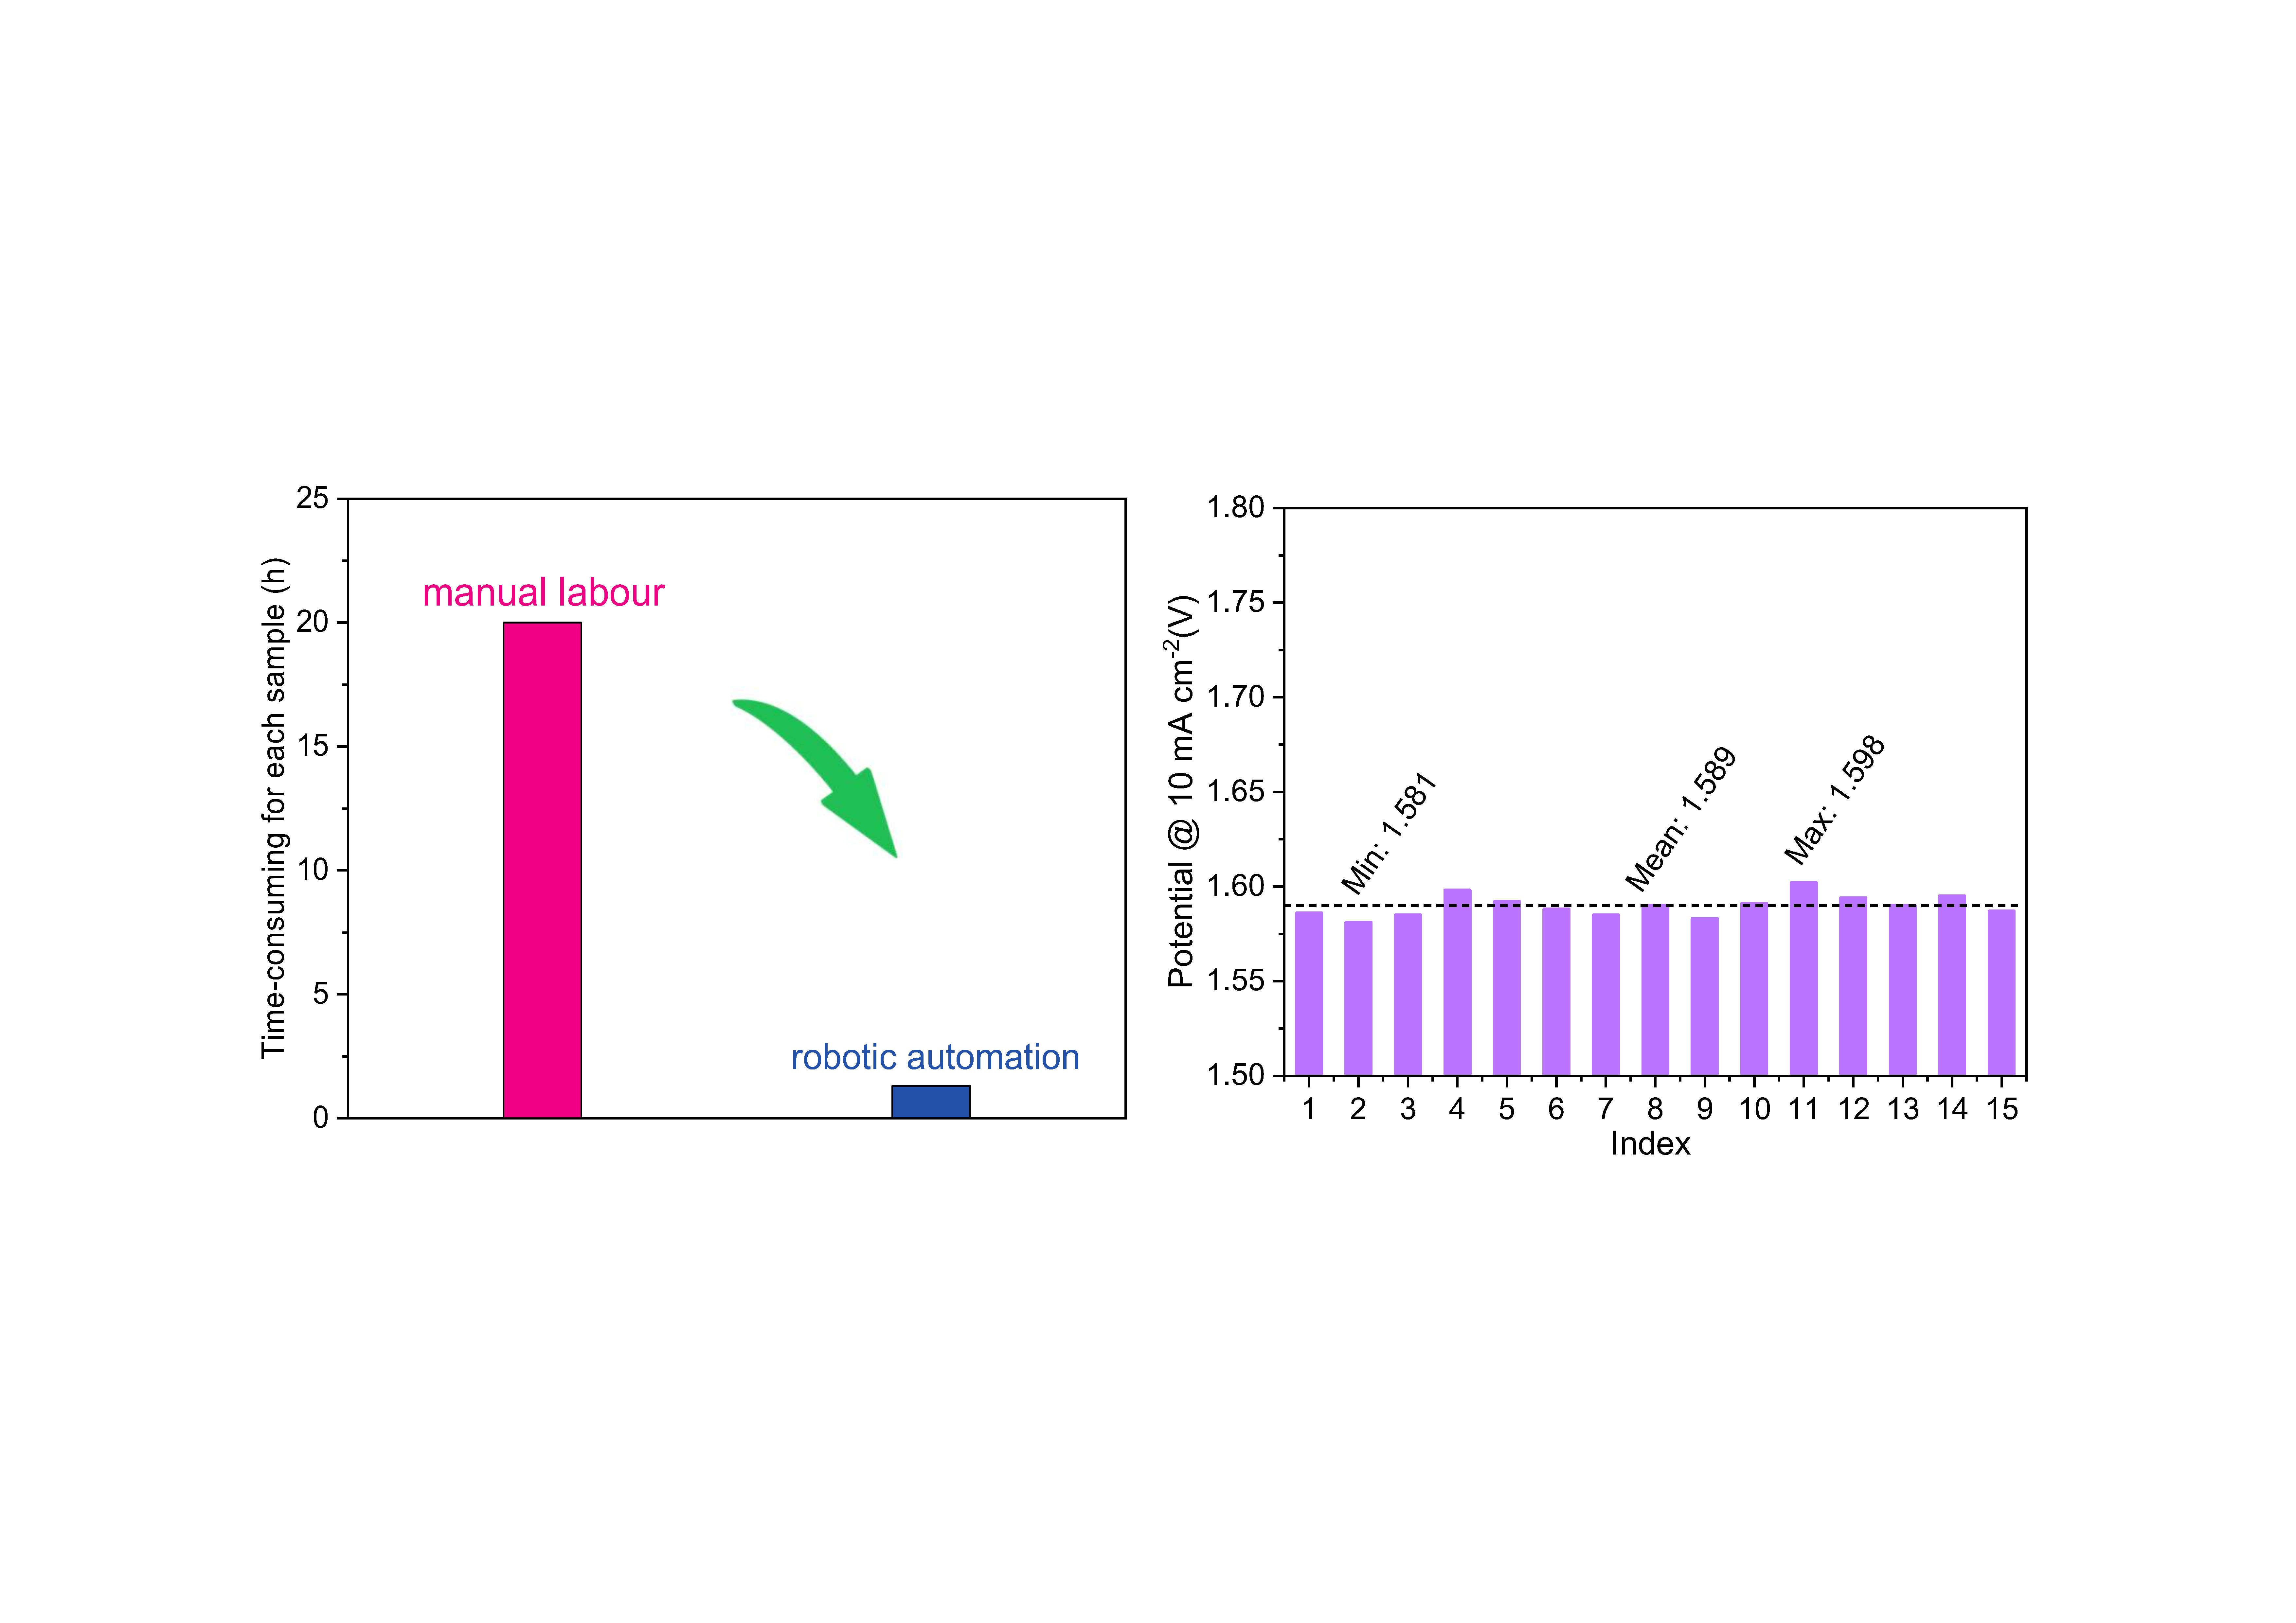 Time-consuming for each sample (h)
25
20
15
10
5
0
manual labour
robotic automation
Potential @ 10 mA cm-2(V)
1.80
1.75
1.70
1.65
1.60
1.55
1.50
Min: 1.581
Mean: 1.589
Max: 1.598
1 2 3 4 5 6 7 8 9 10 11 12 13 14 15
Index